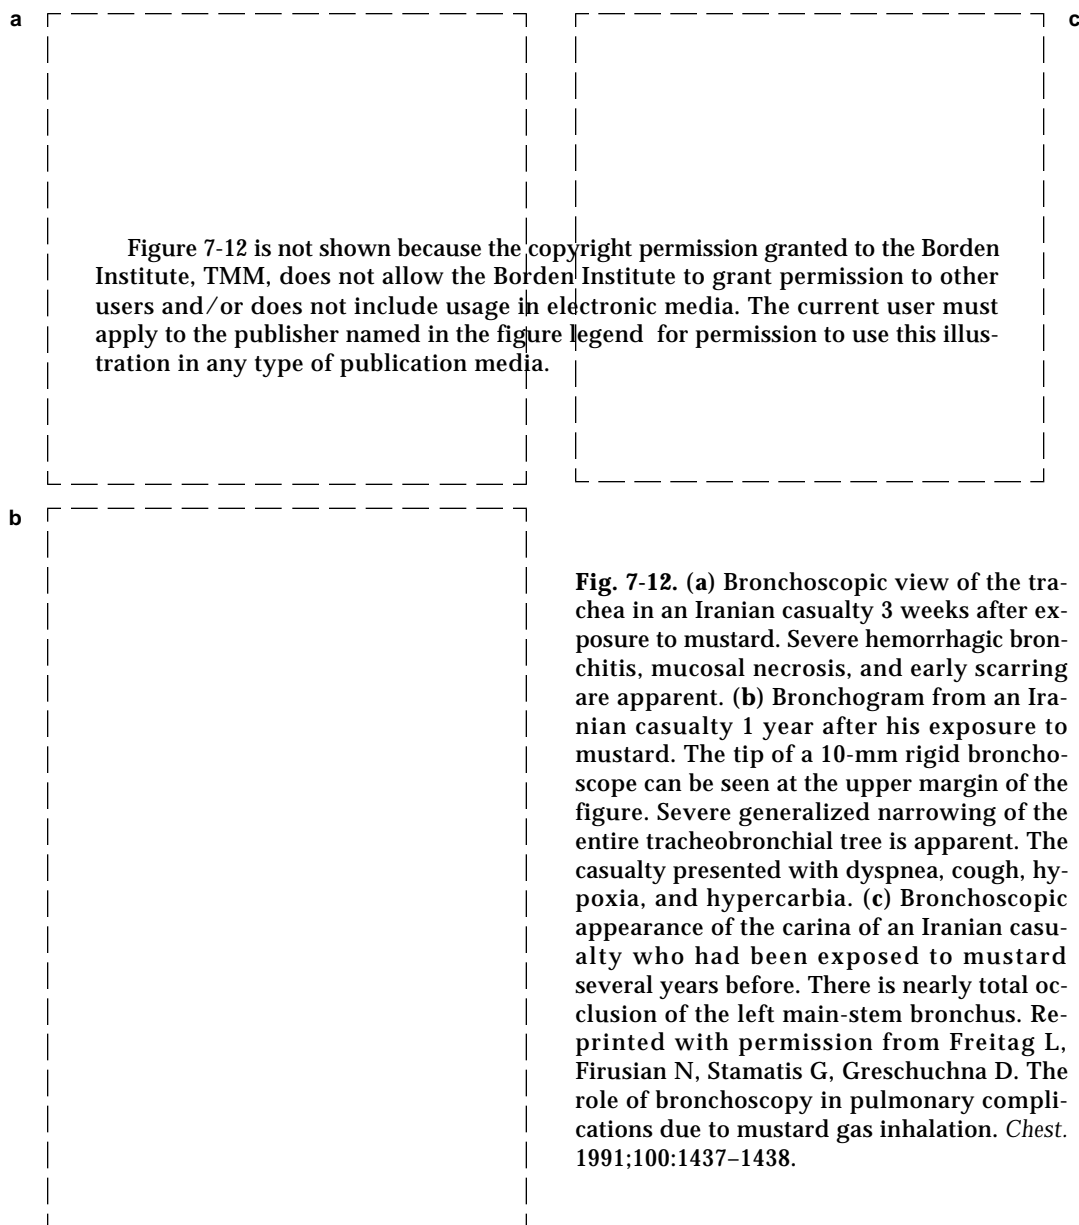 a
c
Figure 7-12 is not shown because the copyright permission granted to the Borden
Institute, TMM, does not allow the Borden Institute to grant permission to other
users and/or does not include usage in electronic media. The current user must
apply to the publisher named in the figure legend for permission to use this illus-
tration in any type of publication media.
b
Fig. 7-12. (a) Bronchoscopic view of the tra-
chea in an Iranian casualty 3 weeks after ex-
posure to mustard. Severe hemorrhagic bron-
chitis, mucosal necrosis, and early scarring
are apparent. (b) Bronchogram from an Ira-
nian casualty 1 year after his exposure to
mustard. The tip of a 10-mm rigid broncho-
scope can be seen at the upper margin of the
figure. Severe generalized narrowing of the
entire tracheobronchial tree is apparent. The
casualty presented with dyspnea, cough, hy-
poxia, and hypercarbia. (c) Bronchoscopic
appearance of the carina of an Iranian casu-
alty who had been exposed to mustard
several years before. There is nearly total oc-
clusion of the left main-stem bronchus. Re-
printed with permission from Freitag L,
Firusian N, Stamatis G, Greschuchna D. The
role of bronchoscopy in pulmonary compli-
cations due to mustard gas inhalation. Chest.
1991;100:1437–1438.